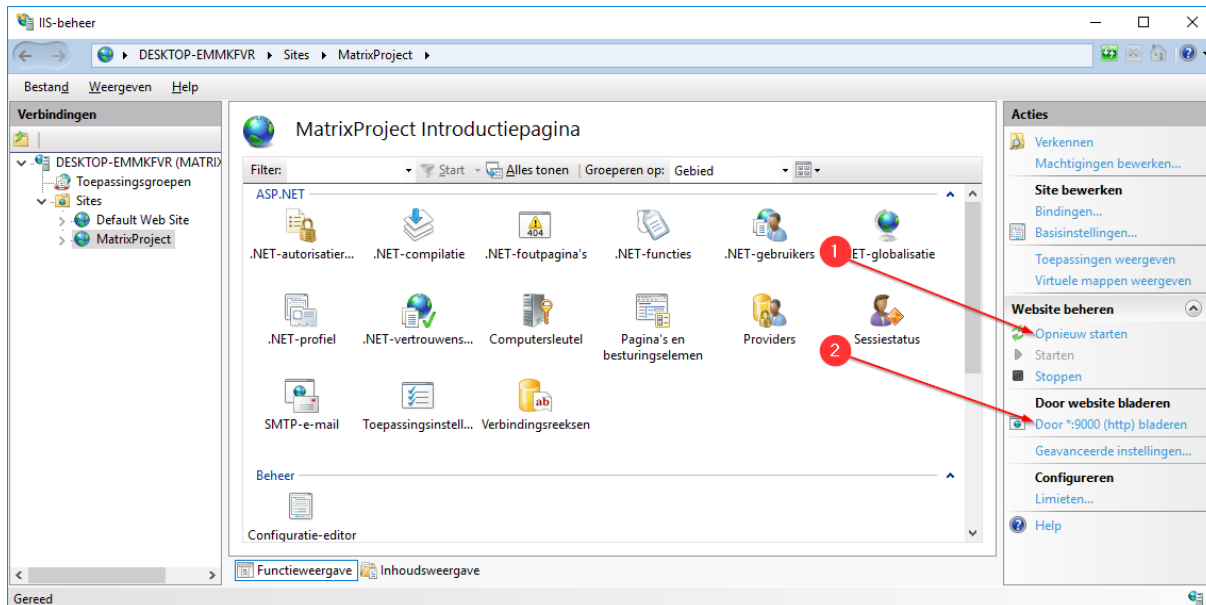 IIS-beheer
DESKTOP-EMMKFVR Sites MatrixProject
Bestand Weergeven Help
Verbindingen
DESKTOP-EMMKFVR (MATRIX
Toepassingsgroepen
Sites
Default Web Site
MatrixProject
MatrixProject Introductiepagina
Filter: Start Alles tonen Groeperen op: Gebied
ASP.NET
.NET-autorisatier... .NET-compilatie .NET-foutpagina's .NET-functies .NET-gebruikers ET-globalisatie
404
.NET-profiel .NET-vertrouwens... Computersleutel Pagina's en besturingselemen Providers Sessiestatus
ab
SMTP-e-mail Toepassingsinstell... Verbindingsreeksen
Beheer
Configuratie-editor
Functieweergave Inhoudsweergave
Acties
Verkennen
Machtigingen bewerken...
Site bewerken
Bindingen...
Basisinstellingen...
Toepassingen weergeven
Virtuele mappen weergeven
Website beheren
1
Opnieuw starten
Starten
2
Stoppen
Door website bladeren
Door *:9000 (http) bladeren
Geavanceerde instellingen...
Configureren
Limieten...
Help
Gereed